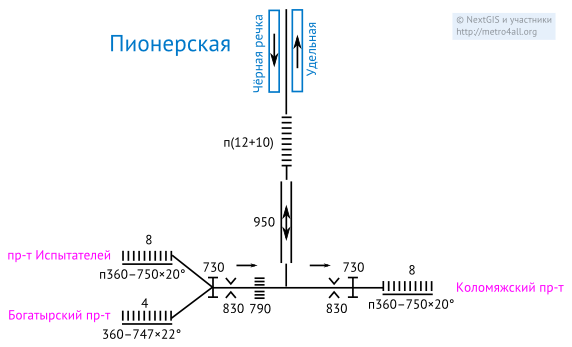 © NextGIS и участники
http://metro4all.org
Пионерская
Чёрная речка
Удельная
п(12+10)
950
8
пр-т Испытателей
п360–750×20°
730
730
8
Коломяжский пр-т
п360–750×20°
4
Богатырский пр-т
360–747×22°
830
790
830